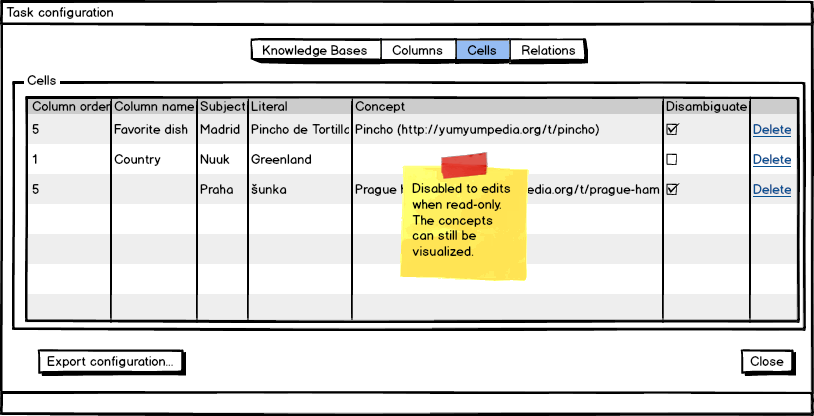 Task configuration
Knowledge Bases Columns Cells Relations
Cells
Column order Column name Subject Literal Concept Disambiguate
5 Favorite dish Madrid Pincho de Tortilla Pincho (http://yumyumpedia.org/t/pincho) Delete
1 Country Nuuk Greenland Delete
5 Praha šunka Prague h edia.org/t/prague-ham Delete
Disabled to edits
when read-only.
The concepts
can still be
visualized.
Export configuration... Close